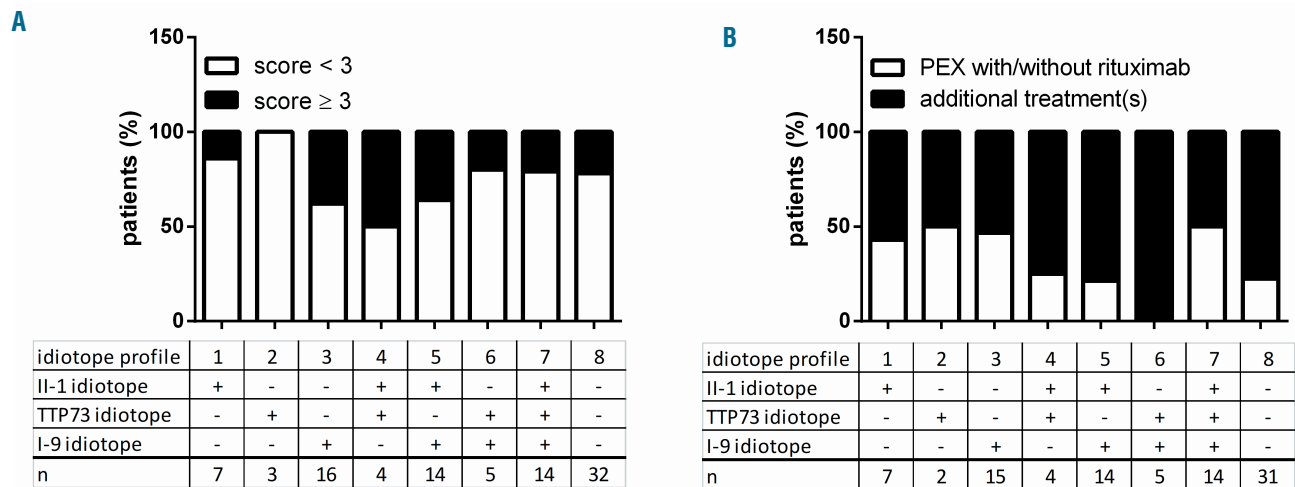 A
150
score < 3
score ≥ 3
100
50
0
patients (%)
idiotope profile 1 2 3 4 5 6 7 8
II-1 idiotope + - - + + - + -
TTP73 idiotope - + - + - + + -
I-9 idiotope - - + - + + + -
n 7 3 16 4 14 5 14 32
B
150
PEX with/without rituximab
additional treatment(s)
100
50
0
patients (%)
idiotope profile 1 2 3 4 5 6 7 8
II-1 idiotope + - - + + - + -
TTP73 idiotope - + - + - + + -
I-9 idiotope - - + - + + + -
n 7 2 15 4 14 5 14 31